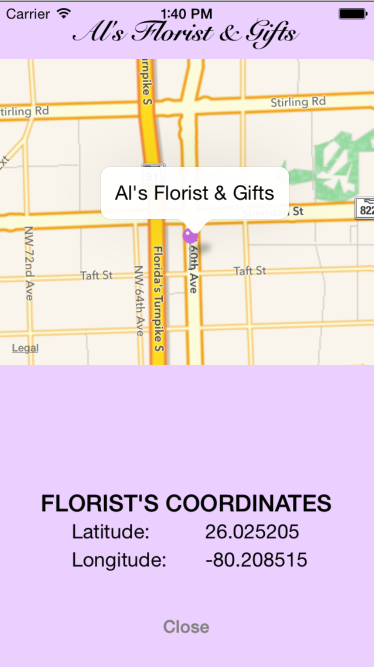 Carrier 1:40 PM
Al's Florist & Gifts
rnpike S
Stirling Rd
tirling Rd
Al's Florist & Gifts
St
822
NW 72nd Ave
Taft St
NW 64th Ave
Florida's Turnpike S
60th Ave
Taft St
Legal
FLORIST'S COORDINATES
Latitude: 26.025205
Longitude: -80.208515
Close